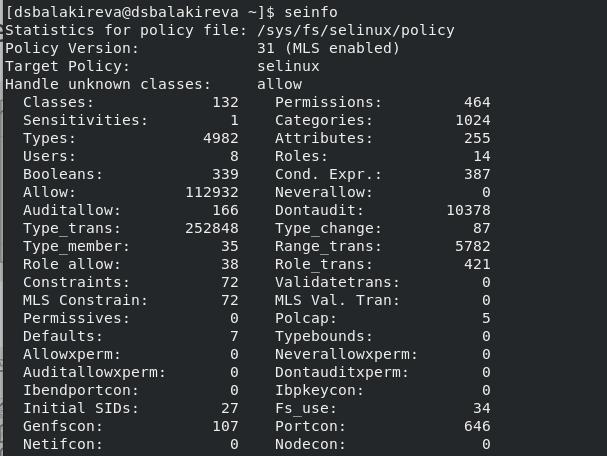 [dsbalakireva@dsbalakireva ~]$ seinfo
Statistics for policy file: /sys/fs/selinux/policy
Policy Version:             31 (MLS enabled)
Target Policy:              selinux
Handle unknown classes:     allow
  Classes:             132    Permissions:         464
  Sensitivities:         1    Categories:         1024
  Types:              4982    Attributes:          255
  Users:                 8    Roles:                14
  Booleans:            339    Cond. Expr.:         387
  Allow:            112932    Neverallow:            0
  Auditallow:          166    Dontaudit:         10378
  Type_trans:       252848    Type_change:          87
  Type_member:          35    Range_trans:        5782
  Role allow:           38    Role_trans:          421
  Constraints:          72    Validatetrans:         0
  MLS Constrain:        72    MLS Val. Tran:         0
  Permissives:           0    Polcap:                5
  Defaults:              7    Typebounds:            0
  Allowxperm:            0    Neverallowxperm:       0
  Auditallowxperm:       0    Dontauditxperm:        0
  Ibendportcon:          0    Ibpkeycon:             0
  Initial SIDs:         27    Fs_use:               34
  Genfscon:            107    Portcon:             646
  Netifcon:              0    Nodecon:               0